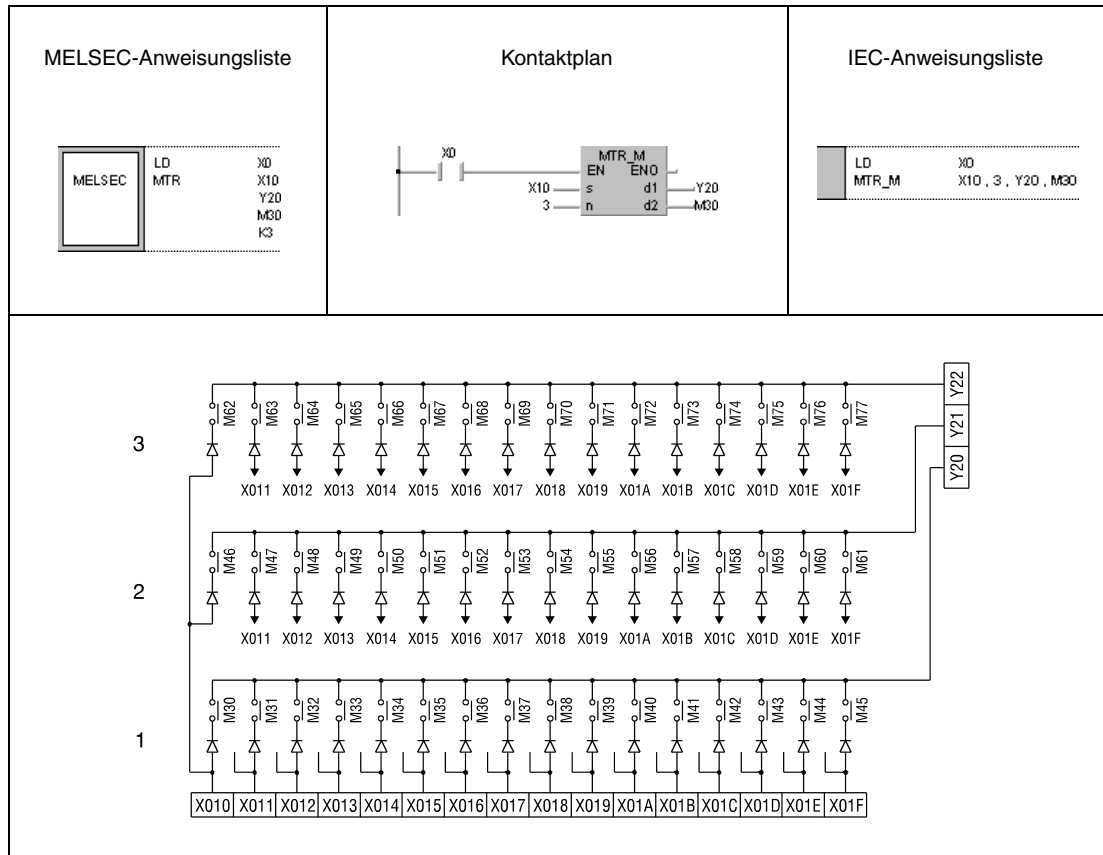 MELSEC-Anweisungsliste
Kontaktplan
IEC-Anweisungsliste
MELSEC
LD X0
MTR X10
Y20
M30
K3
X0
MTR_M
EN ENO
X10 s d1 Y20
3 n d2 M30
LD X0
MTR_M X10 , 3 , Y20 , M30
Y22
Y21
Y20
3
M62 M63 M64 M65 M66 M67 M68 M69 M70 M71 M72 M73 M74 M75 M76 M77
X011 X012 X013 X014 X015 X016 X017 X018 X019 X01A X01B X01C X01D X01E X01F
2
M46 M47 M48 M49 M50 M51 M52 M53 M54 M55 M56 M57 M58 M59 M60 M61
X011 X012 X013 X014 X015 X016 X017 X018 X019 X01A X01B X01C X01D X01E X01F
1
M30 M31 M32 M33 M34 M35 M36 M37 M38 M39 M40 M41 M42 M43 M44 M45
X010 X011 X012 X013 X014 X015 X016 X017 X018 X019 X01A X01B X01C X01D X01E X01F